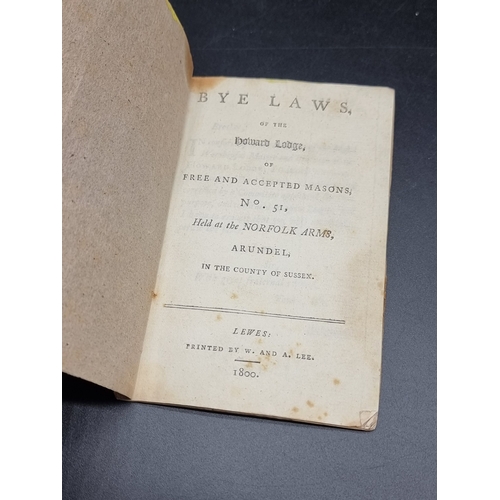 BYE LAWS,
OF THE
Howard Lodge,
OF
FREE AND ACCEPTED MASONS,
No. 51,
Held at the NORFOLK ARMS,
ARUNDEL,
IN THE COUNTY OF SUSSEX.
LEWES:
PRINTED BY W. AND A. LEE.
1800.